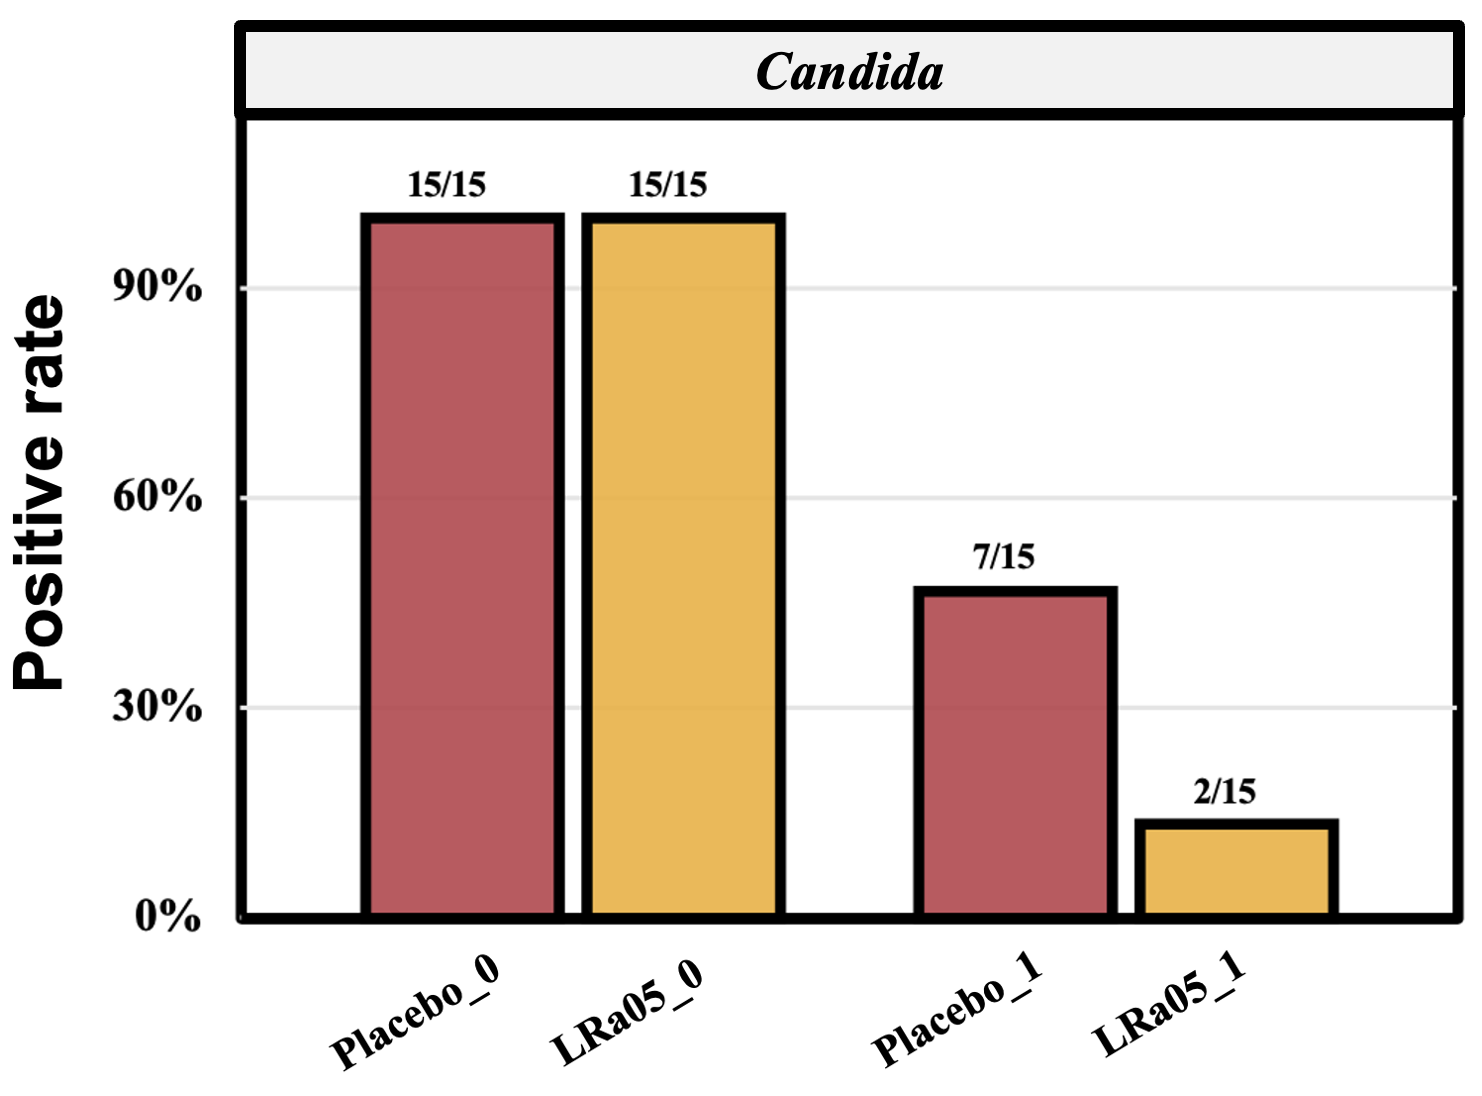 Candida
15/15
15/15
7/15
2/15
Positive rate
90%
60%
30%
0%
Placebo_0
LRa05_0
Placebo_1
LRa05_1